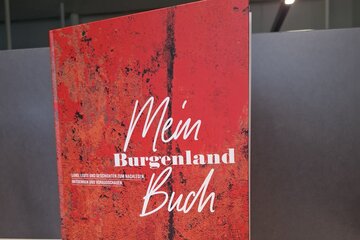 Mein
Burgenland
LAND, LEUTE UND GESCHICHTEN ZUM NACHLESEN,
Buch